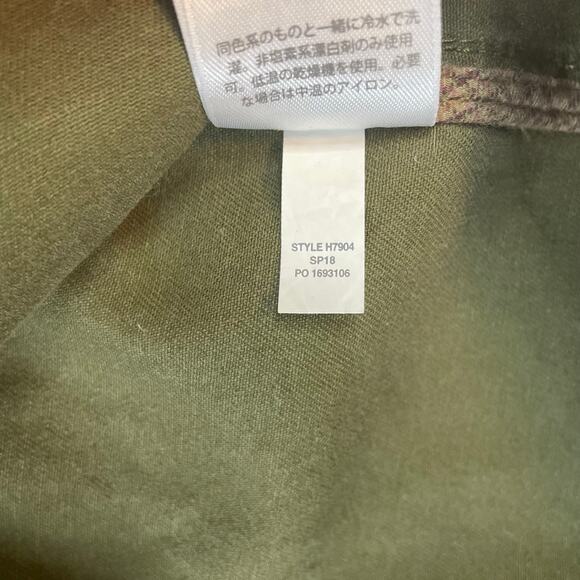 同色系のものと一緒に冷水で洗
濯。非塩素系漂白剤のみ使用
可。低温の乾燥機を使用。必要
な場合は中温のアイロン。
STYLE H7904
SP18
PO 1693106